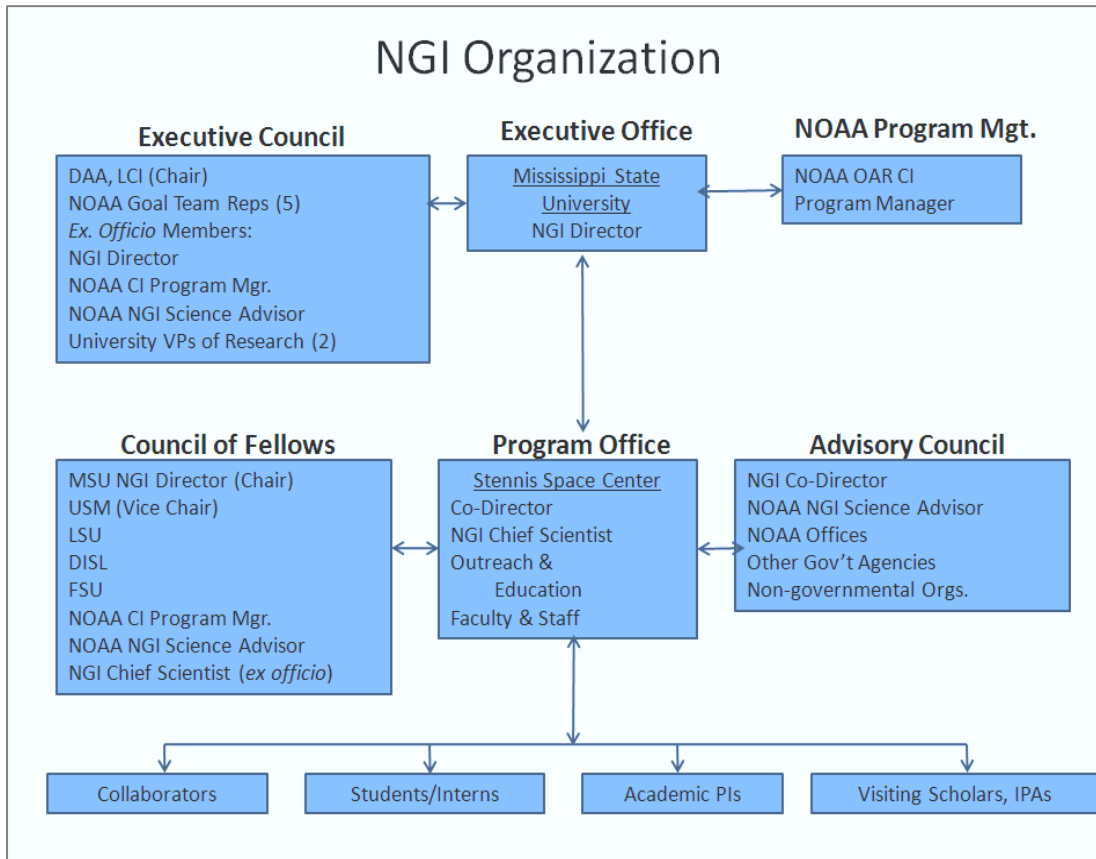 NGI Organization
Executive Council
DAA, LCI (Chair)
NOAA Goal Team Reps (5)
Ex. Officio Members:
NGI Director
NOAA CI Program Mgr.
NOAA NGI Science Advisor
University VPs of Research (2)
Executive Office
Mississippi State
University
NGI Director
NOAA Program Mgt.
NOAA OAR CI
Program Manager
Council of Fellows
MSU NGI Director (Chair)
USM (Vice Chair)
LSU
DISL
FSU
NOAA CI Program Mgr.
NOAA NGI Science Advisor
NGI Chief Scientist (ex officio)
Program Office
Stennis Space Center
Co-Director
NGI Chief Scientist
Outreach &
Education
Faculty & Staff
Advisory Council
NGI Co-Director
NOAA NGI Science Advisor
NOAA Offices
Other Gov’t Agencies
Non-governmental Orgs.
Collaborators
Students/Interns
Academic PIs
Visiting Scholars, IPAs